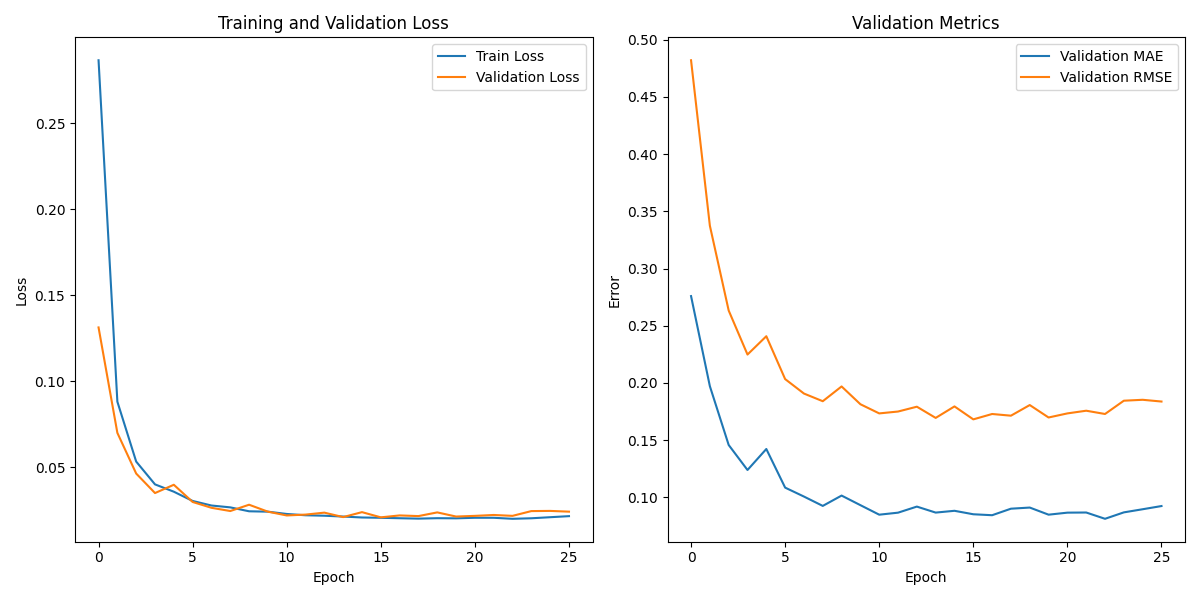 Training and Validation Loss
Train Loss
Validation Loss
0.25
0.20
0.15
0.10
0.05
Loss
0 5 10 15 20 25
Epoch
Validation Metrics
Validation MAE
Validation RMSE
0.50
0.45
0.40
0.35
0.30
0.25
0.20
0.15
0.10
Error
0 5 10 15 20 25
Epoch